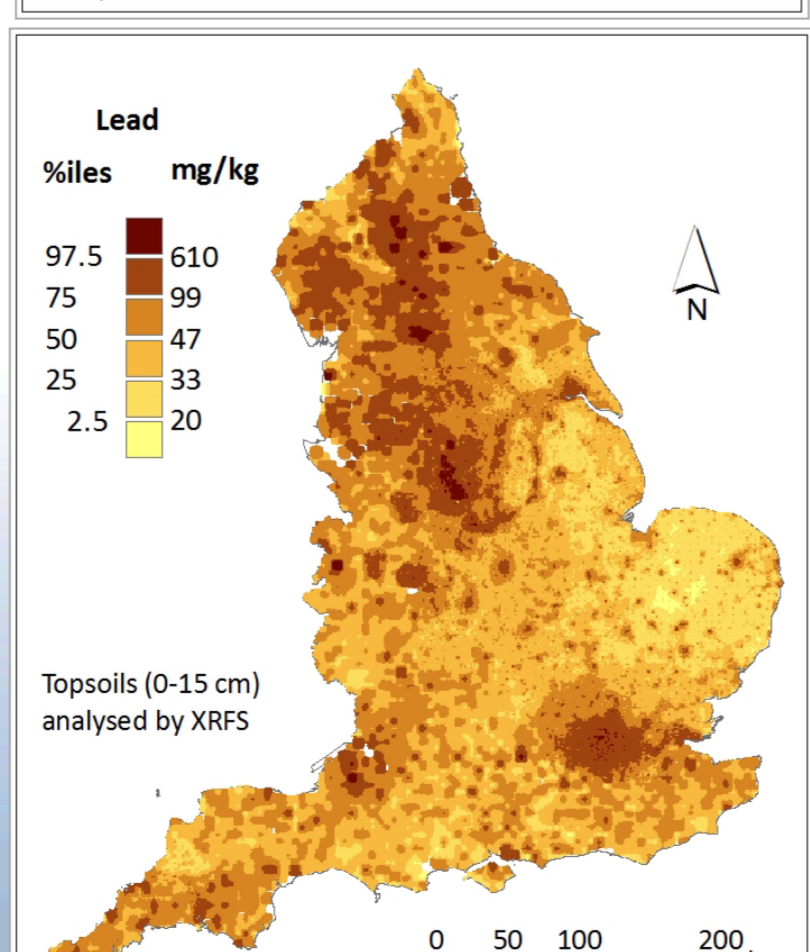 Lead
%iles mg/kg
97.5 610
75 99
50 47
25 33
2.5 20
N
Topsoils (0-15 cm)
analysed by XRFS
0 50 100 200